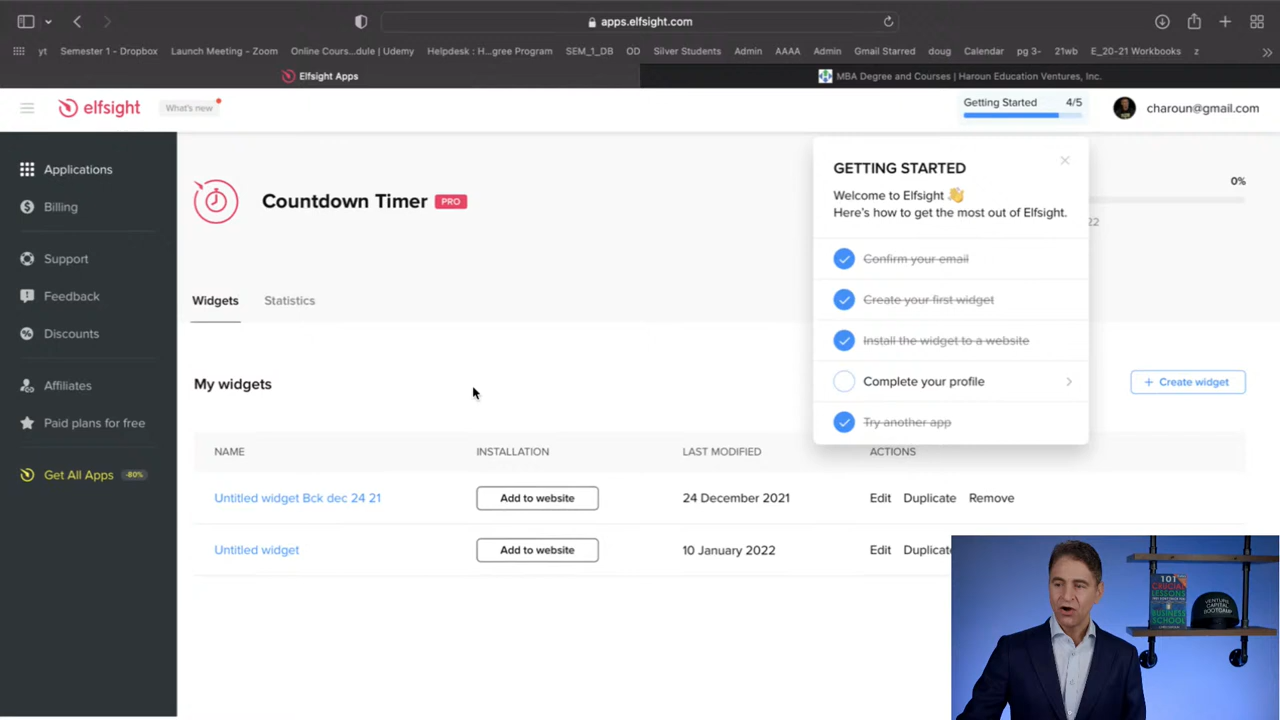 apps.elfsight.com
yt Semester 1 - Dropbox Launch Meeting - Zoom Online Cours...dule | Udemy Helpdesk : H...gree Program SEM_1_DB OD Silver Students Admin AAAA Admin Gmail Starred doug Calendar pg 3- 21wb E_20-21 Workbooks z
Elfsight Apps
MBA Degree and Courses | Haroun Education Ventures, Inc.
elfsight
What's new
Getting Started 4/5
charoun@gmail.com
Applications
Billing
Support
Feedback
Discounts
Affiliates
Paid plans for free
Get All Apps -80%
Countdown Timer PRO
0%
22
Widgets Statistics
GETTING STARTED
Welcome to Elfsight 👋
Here's how to get the most out of Elfsight.
Confirm your email
Create your first widget
Install the widget to a website
Complete your profile
Try another app
My widgets
+ Create widget
NAME INSTALLATION LAST MODIFIED ACTIONS
Untitled widget Bck dec 24 21 Add to website 24 December 2021 Edit Duplicate Remove
Untitled widget Add to website 10 January 2022 Edit Duplicate
101
CRUCIAL
LESSONS
BUSINESS
SCHOOL
VENTURE
CAPITAL
BOOTCAMP